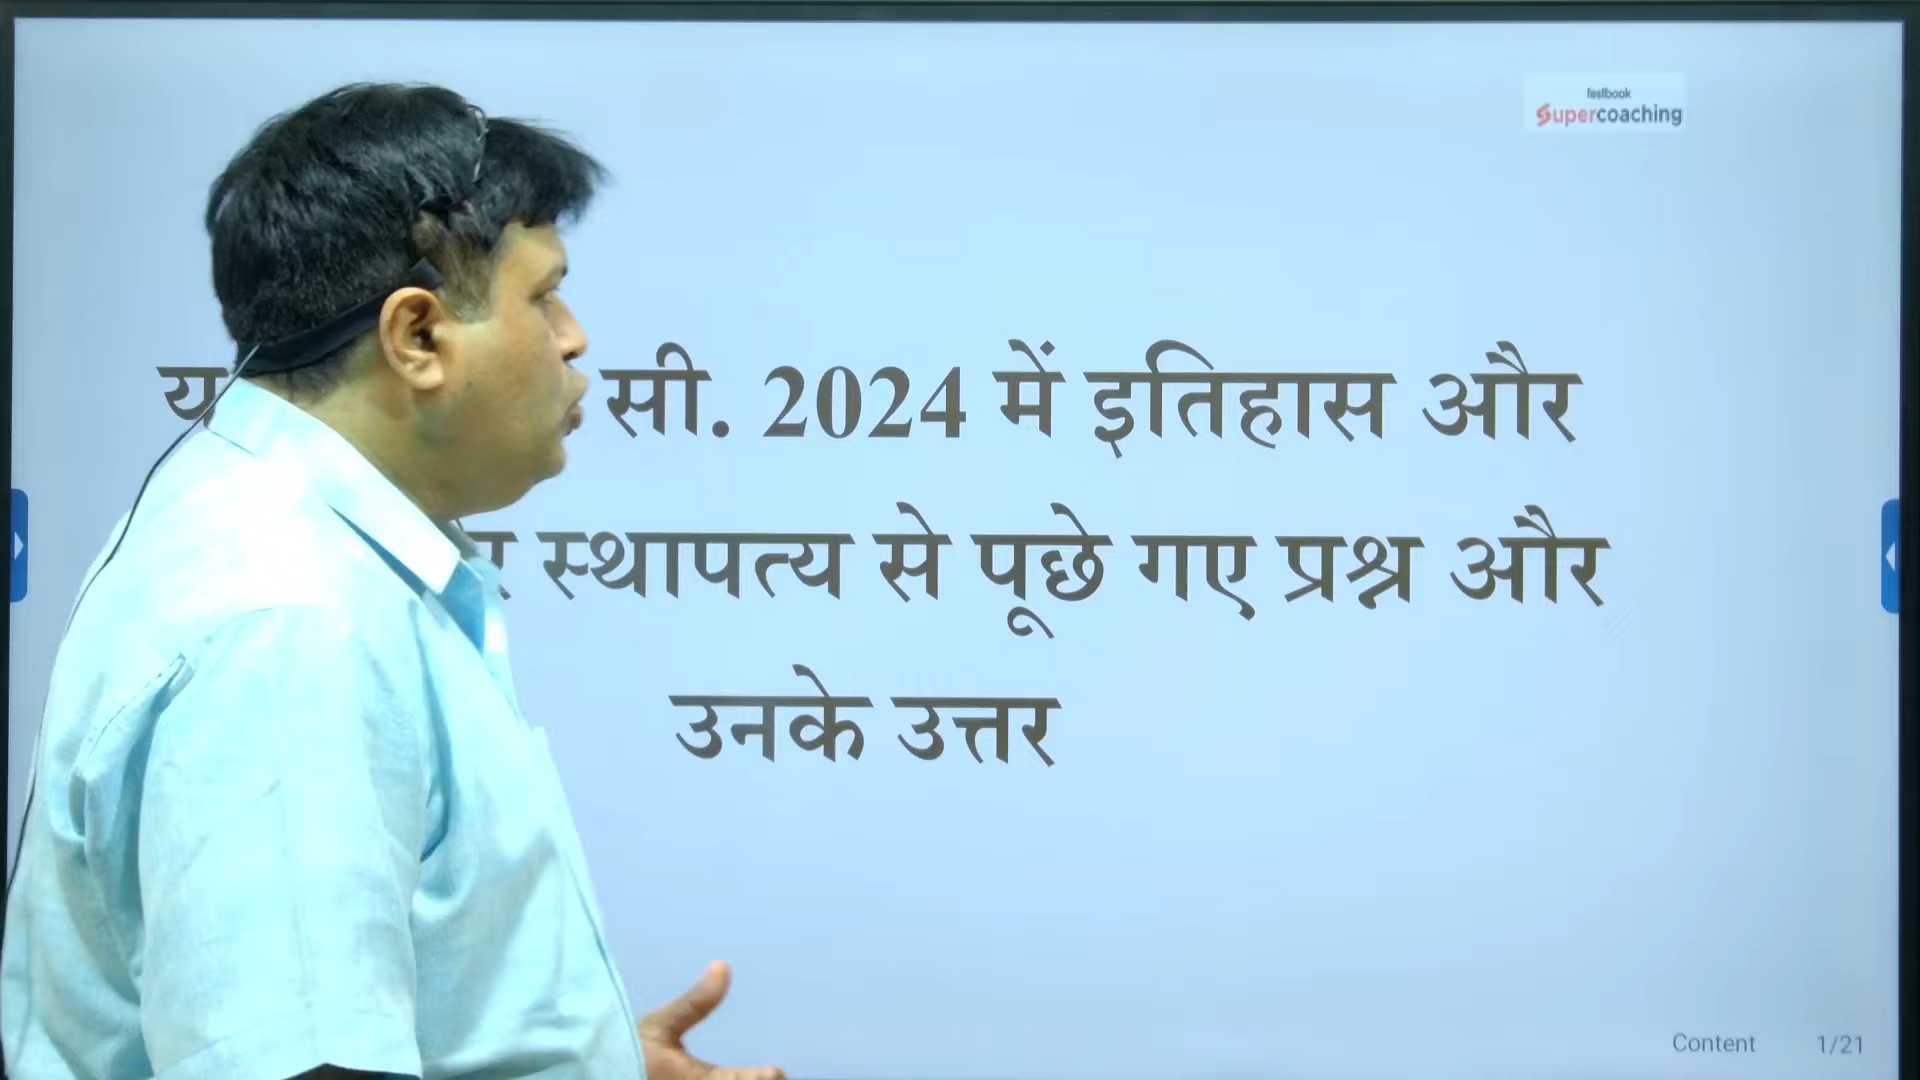 Testbook
Supercoaching
सी. 2024 में इतिहास और
स्थापत्य से पूछे गए प्रश्न और
उनके उत्तर
Content 1/21